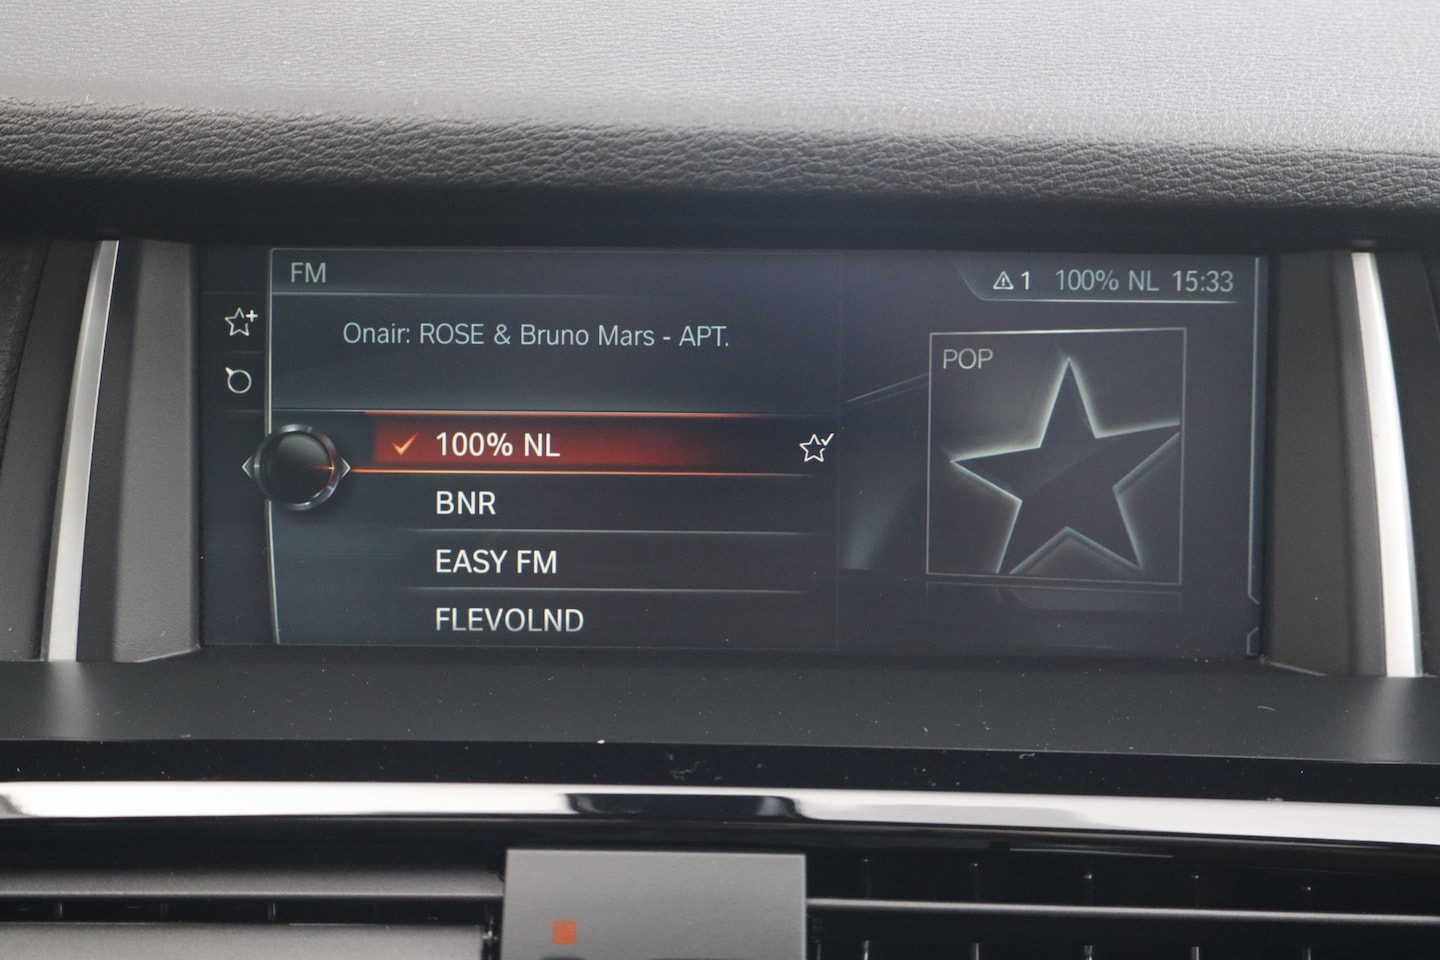 FM
1 100% NL 15:33
Onair: ROSE & Bruno Mars - APT.
POP
100% NL
BNR
EASY FM
FLEVOLND